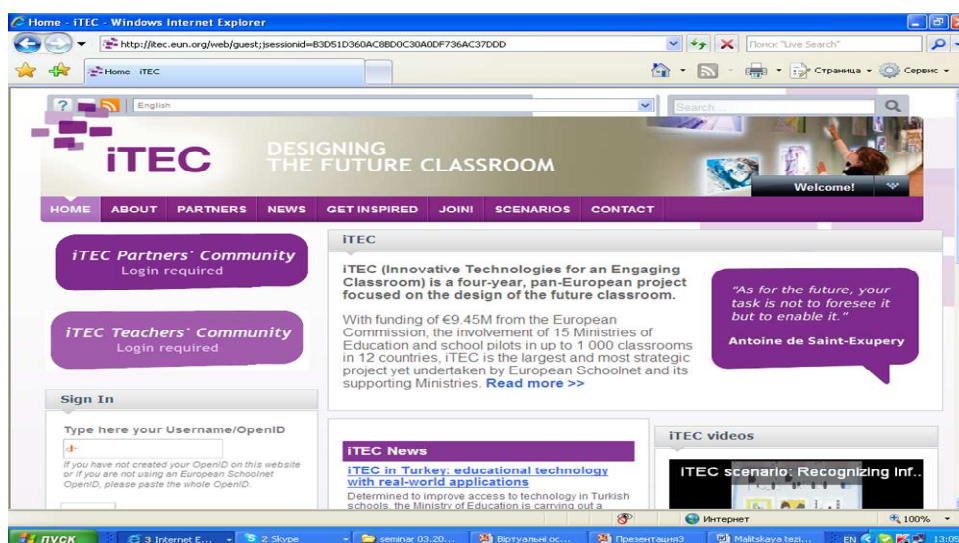 Home - iTEC - Windows Internet Explorer
http://itec.eun.org/web/guest;jsessionid=B3D51D360AC8BD0C30A0DF736AC37DDD
Поиск "Live Search"
Home iTEC
Страница
Сервис
English
Search...
iTEC
DESIGNING
THE FUTURE CLASSROOM
Welcome!
HOME ABOUT PARTNERS NEWS GET INSPIRED JOIN! SCENARIOS CONTACT
iTEC Partners' Community
Login required
iTEC Teachers' Community
Login required
Sign In
Type here your Username/OpenID
If you have not created your OpenID on this website
or if you are not using an European Schoolnet
OpenID, please paste the whole OpenID.
iTEC
iTEC (Innovative Technologies for an Engaging
Classroom) is a four-year, pan-European project
focused on the design of the future classroom.
With funding of €9.45M from the European
Commission, the involvement of 15 Ministries of
Education and school pilots in up to 1 000 classrooms
in 12 countries, iTEC is the largest and most strategic
project yet undertaken by European Schoolnet and its
supporting Ministries. Read more >>
"As for the future, your
task is not to foresee it
but to enable it."
Antoine de Saint-Exupery
iTEC News
iTEC in Turkey: educational technology
with real-world applications
Determined to improve access to technology in Turkish
schools, the Ministry of Education is carrying out a
iTEC videos
iTEC scenario: Recognizing inf...
Интернет
100%
пуск
3 Internet E...
2 Skype
seminar 03.20...
Віртуальні ос...
Презентация3
Malitskaya tezi...
EN
13:05